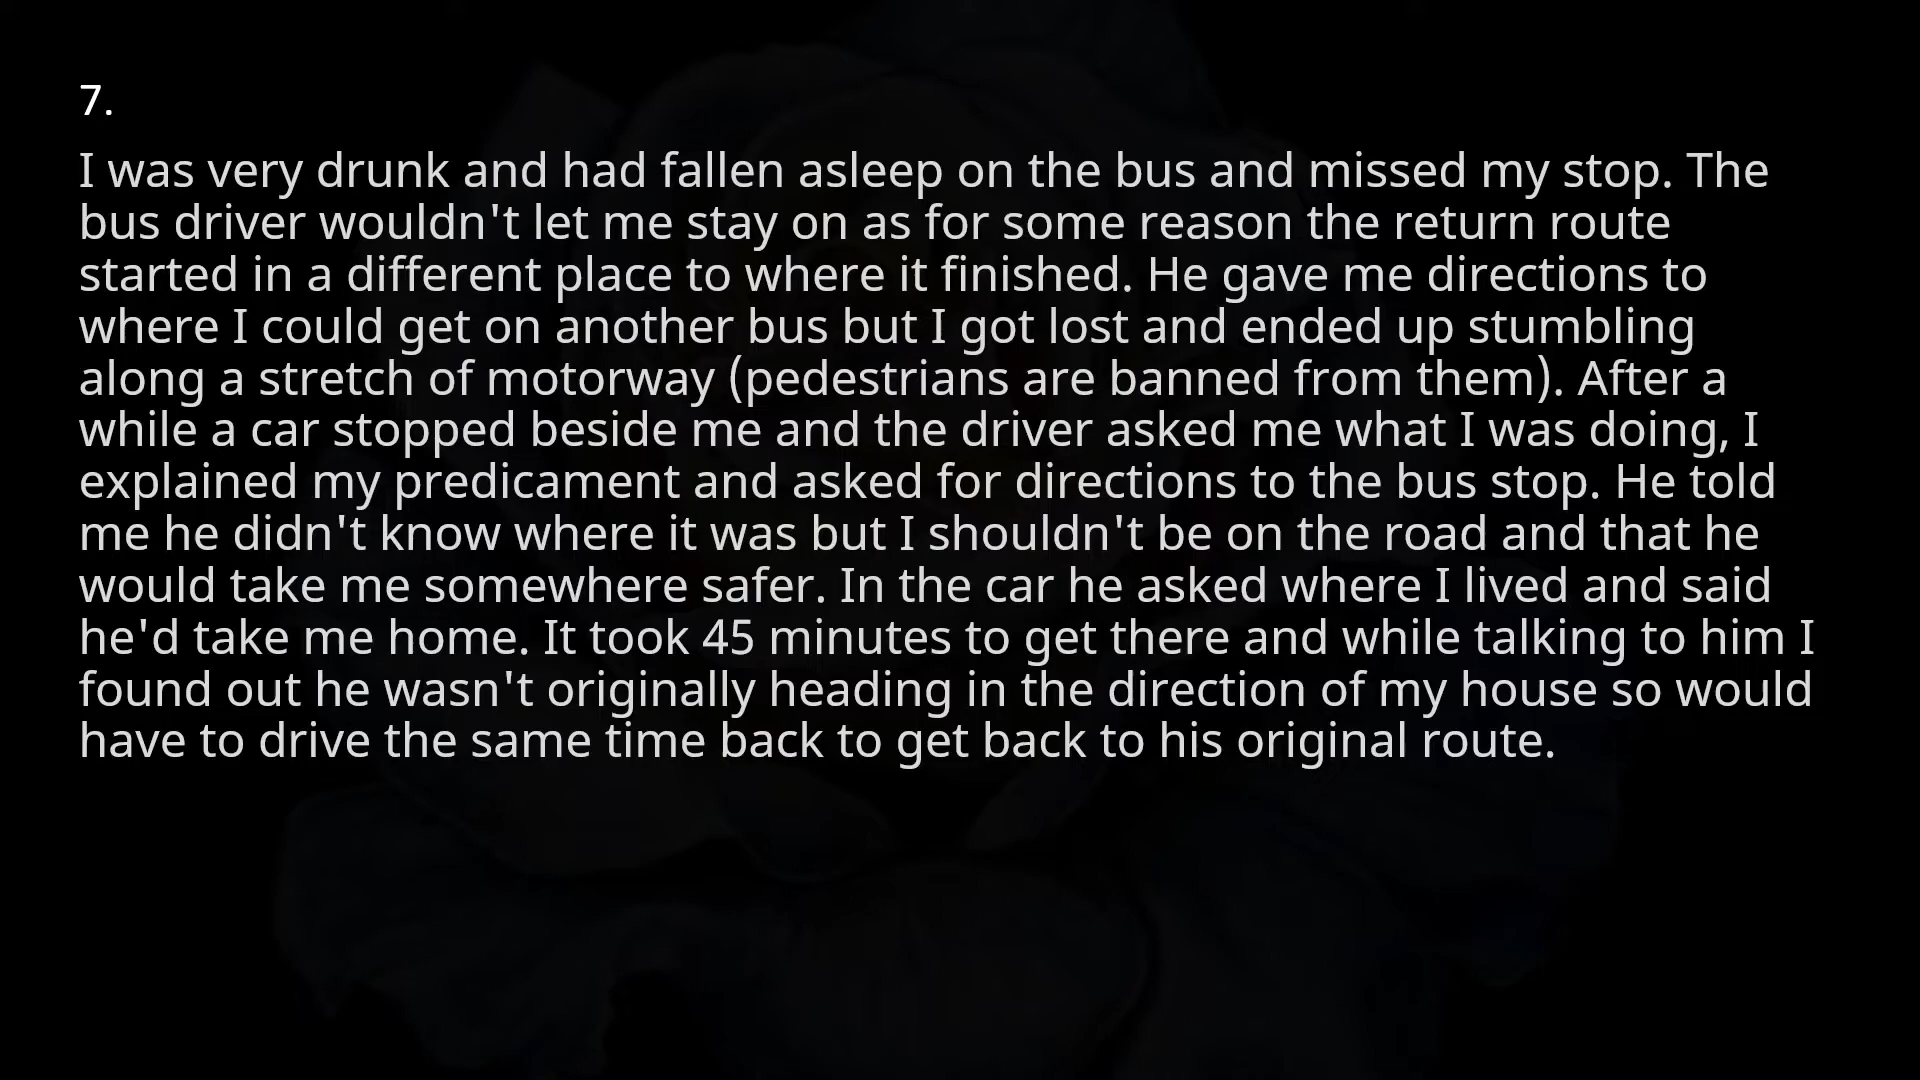 7.
I was very drunk and had fallen asleep on the bus and missed my stop. The
bus driver wouldn't let me stay on as for some reason the return route
started in a different place to where it finished. He gave me directions to
where I could get on another bus but I got lost and ended up stumbling
along a stretch of motorway (pedestrians are banned from them). After a
while a car stopped beside me and the driver asked me what I was doing, I
explained my predicament and asked for directions to the bus stop. He told
me he didn't know where it was but I shouldn't be on the road and that he
would take me somewhere safer. In the car he asked where I lived and said
he'd take me home. It took 45 minutes to get there and while talking to him I
found out he wasn't originally heading in the direction of my house so would
have to drive the same time back to get back to his original route.